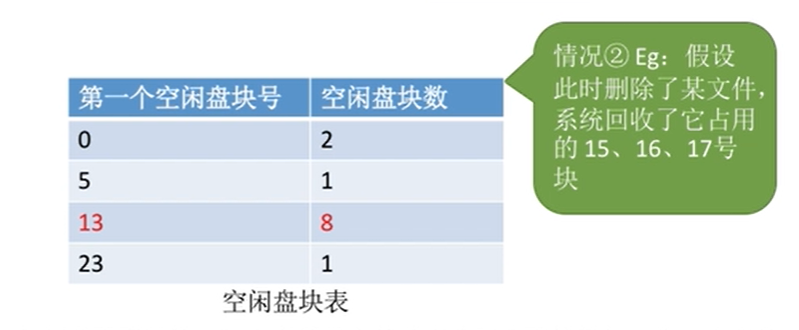 情况② Eg：假设
此时删除了某文件，
系统回收了它占用
的 15、16、17号
块
第一个空闲盘块号 空闲盘块数
0 2
5 1
13 8
23 1
空闲盘块表